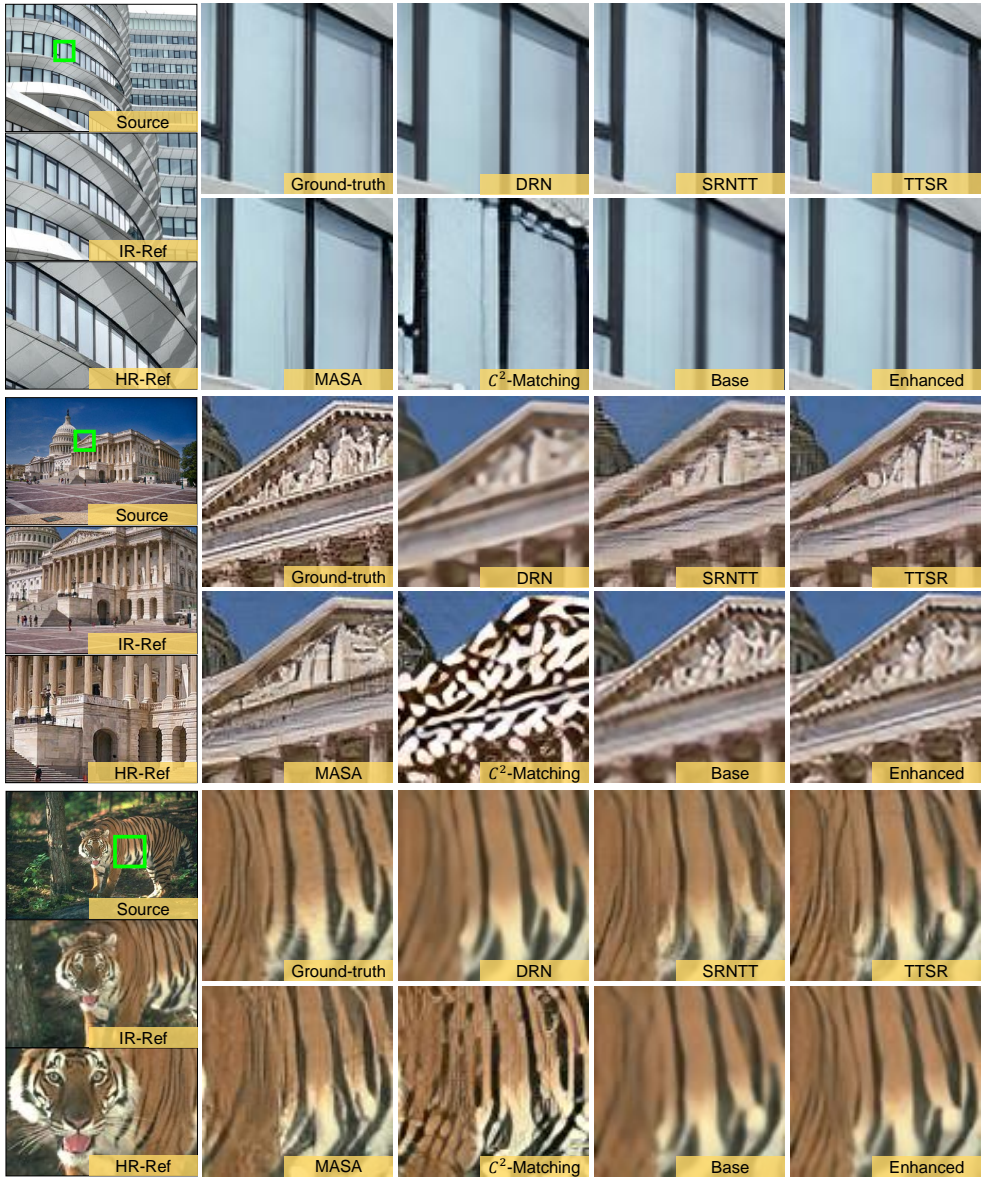 Source
IR-Ref
HR-Ref
Ground-truth
DRN
SRNTT
TTSR
MASA
C²-Matching
Base
Enhanced
Source
IR-Ref
HR-Ref
Ground-truth
DRN
SRNTT
TTSR
MASA
C²-Matching
Base
Enhanced
Source
IR-Ref
HR-Ref
Ground-truth
DRN
SRNTT
TTSR
MASA
C²-Matching
Base
Enhanced